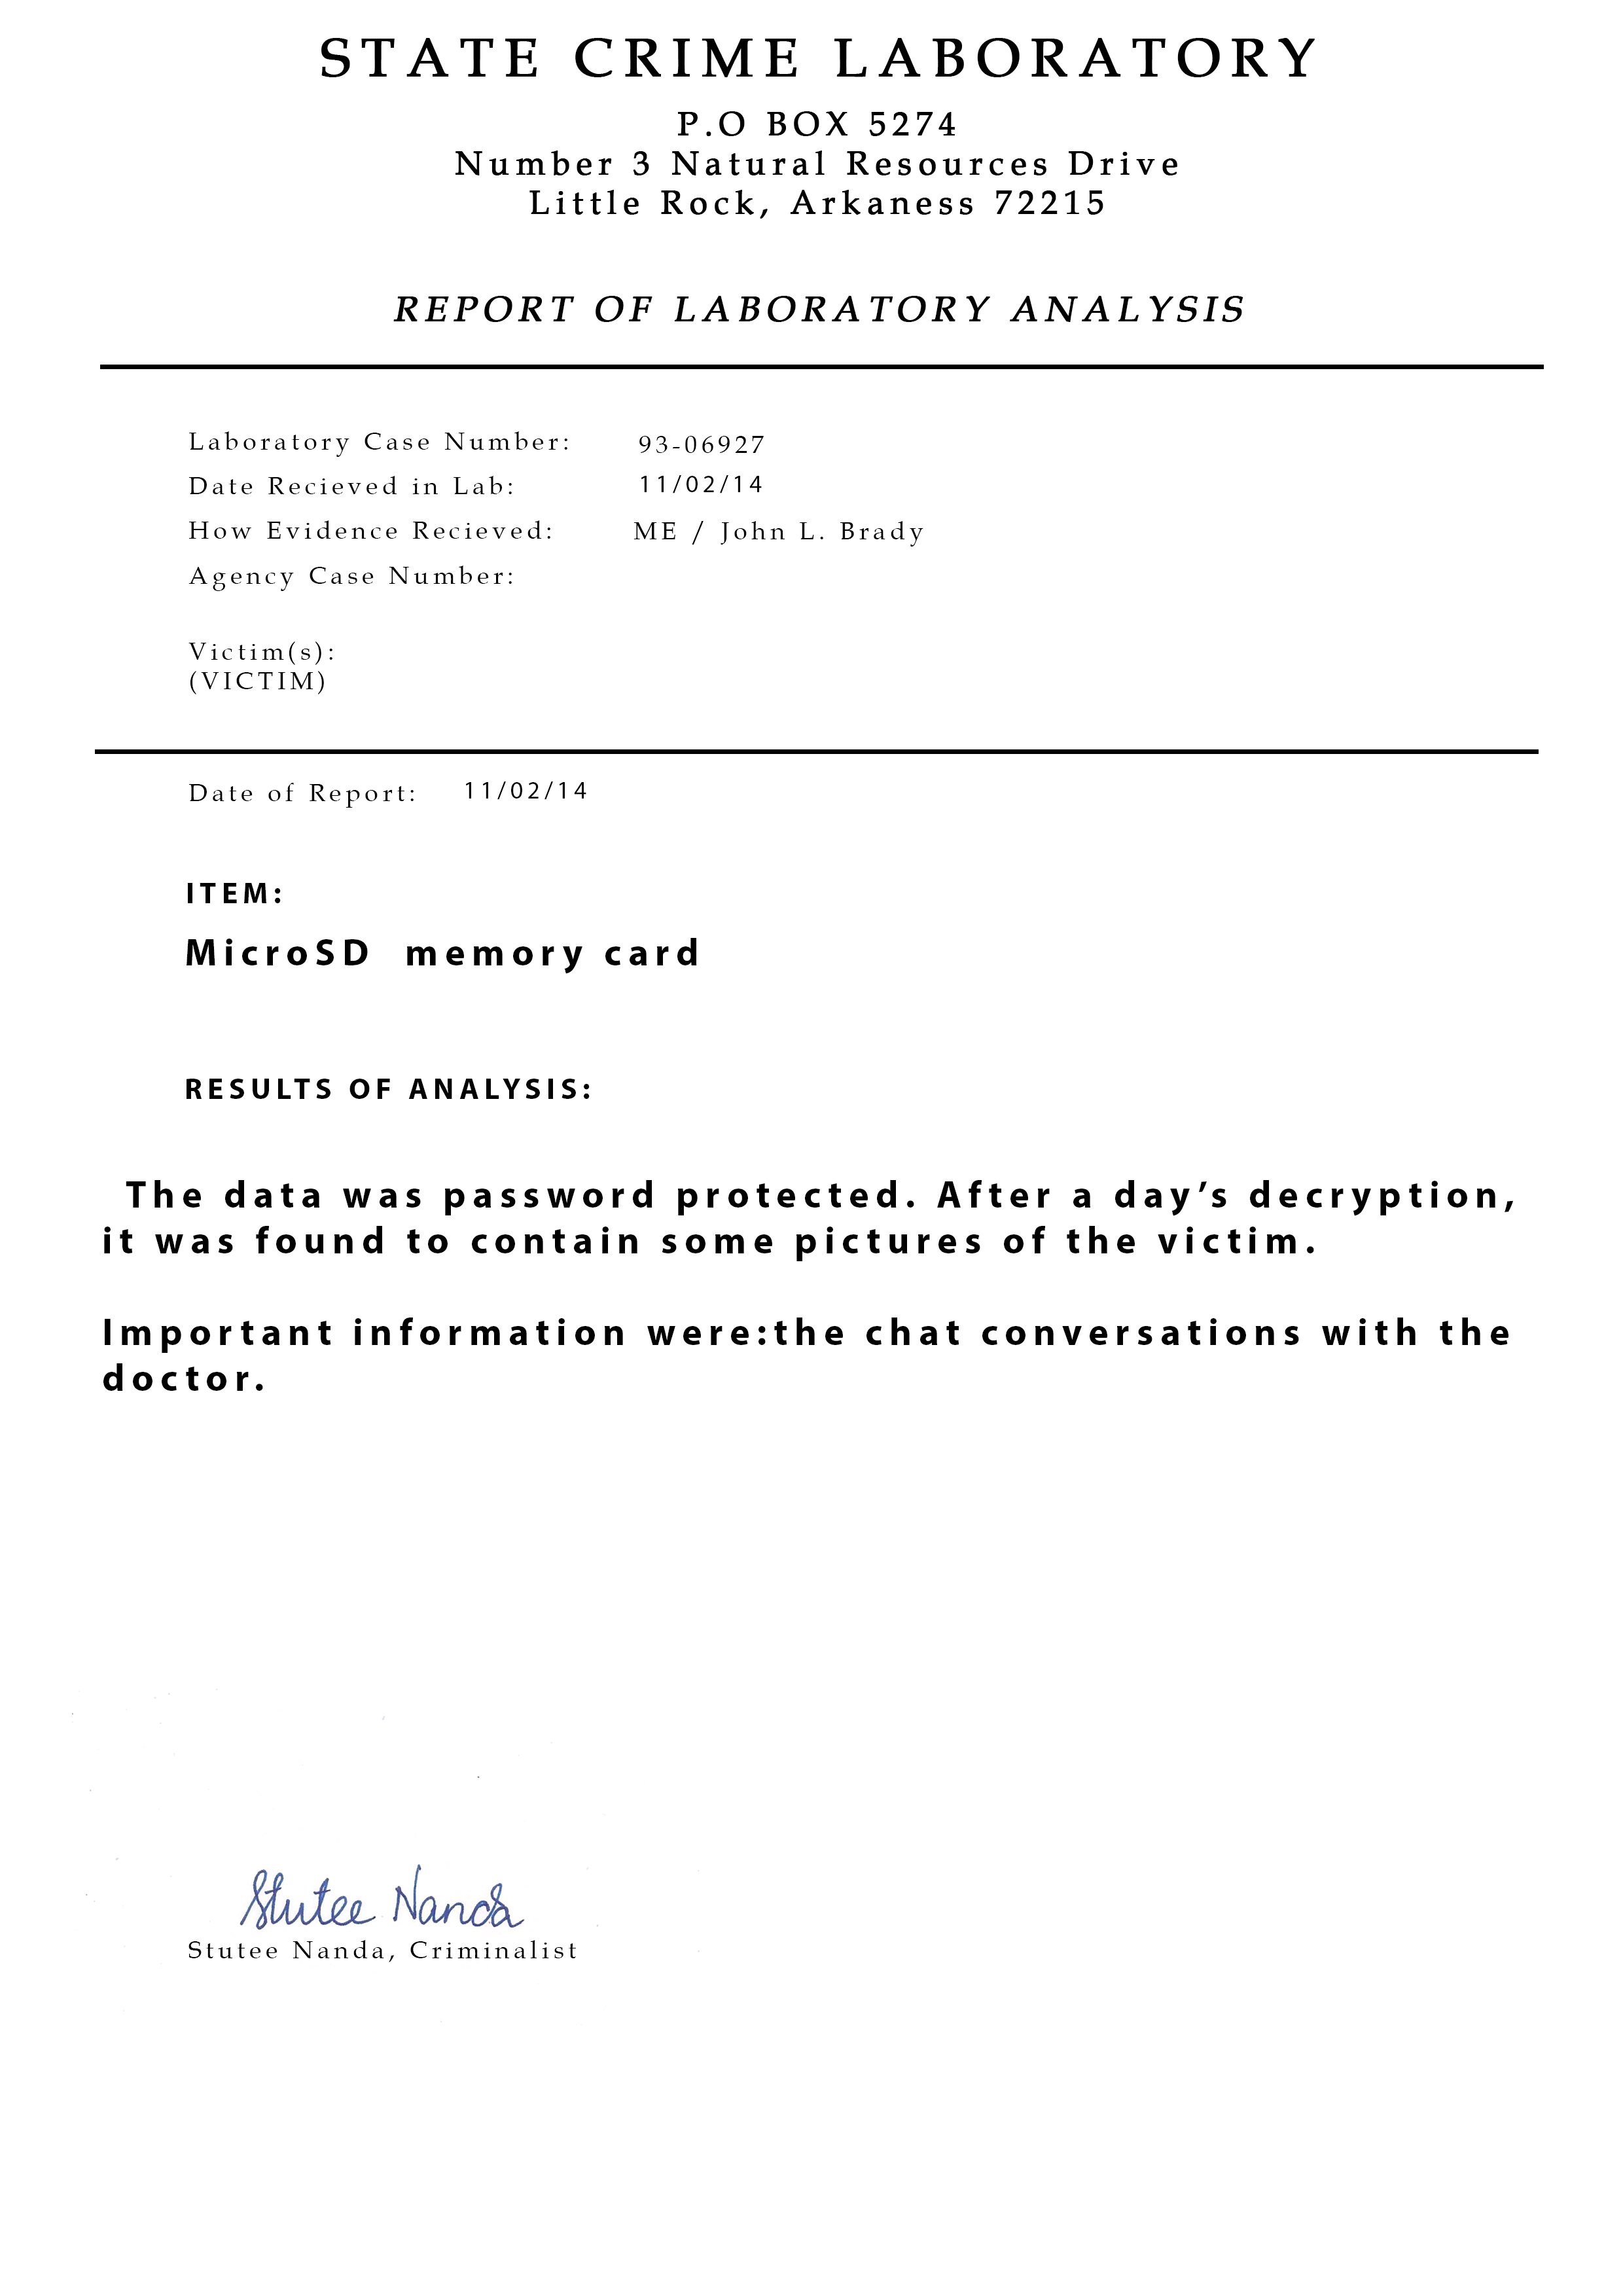 STATE CRIME LABORATORY
P.O BOX 5274
Number 3 Natural Resources Drive
Little Rock, Arkaness 72215
REPORT OF LABORATORY ANALYSIS
Laboratory Case Number: 93-06927
Date Recieved in Lab: 11/02/14
How Evidence Recieved: ME / John L. Brady
Agency Case Number:
Victim(s):
(VICTIM)
Date of Report: 11/02/14
ITEM:
MicroSD memory card
RESULTS OF ANALYSIS:
The data was password protected. After a day’s decryption,
it was found to contain some pictures of the victim.
Important information were:the chat conversations with the
doctor.
Stutee Nanda
Stutee Nanda, Criminalist